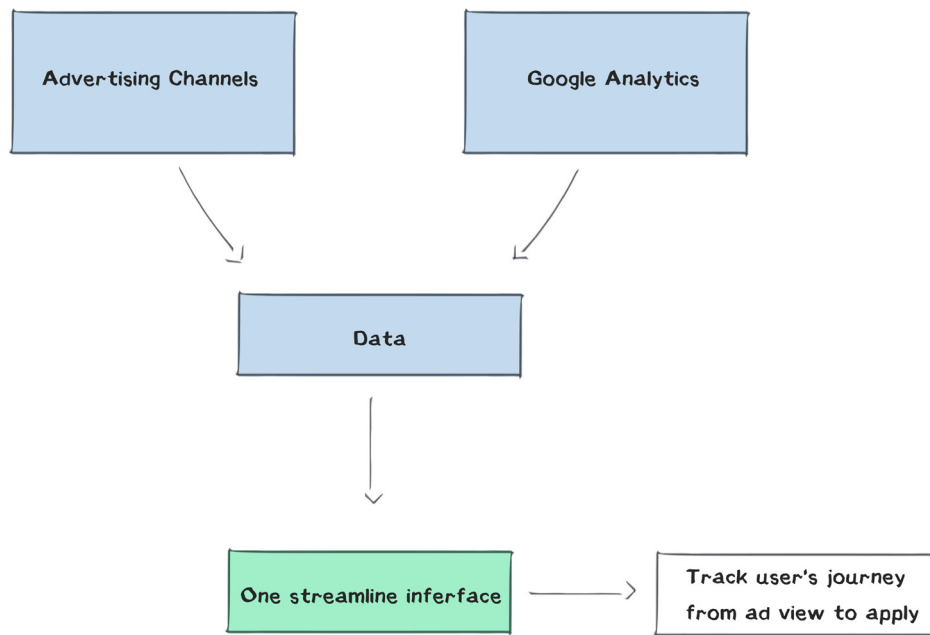 Advertising Channels
Google Analytics
Data
One streamline inferface
Track user's journey
from ad view to apply